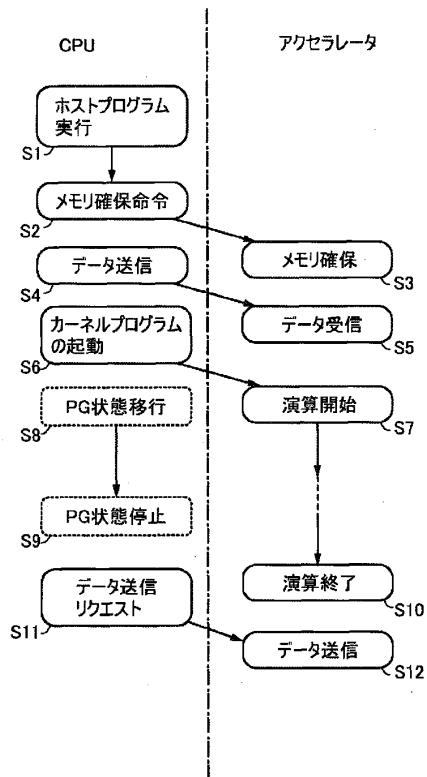 CPU
アクセラレータ
ホストプログラム
実行
S1
メモリ確保命令
S2
メモリ確保
S3
データ送信
S4
データ受信
S5
カーネルプログラム
の起動
S6
演算開始
S7
PG状態移行
S8
PG状態停止
S9
演算終了
S10
データ送信
リクエスト
S11
データ送信
S12